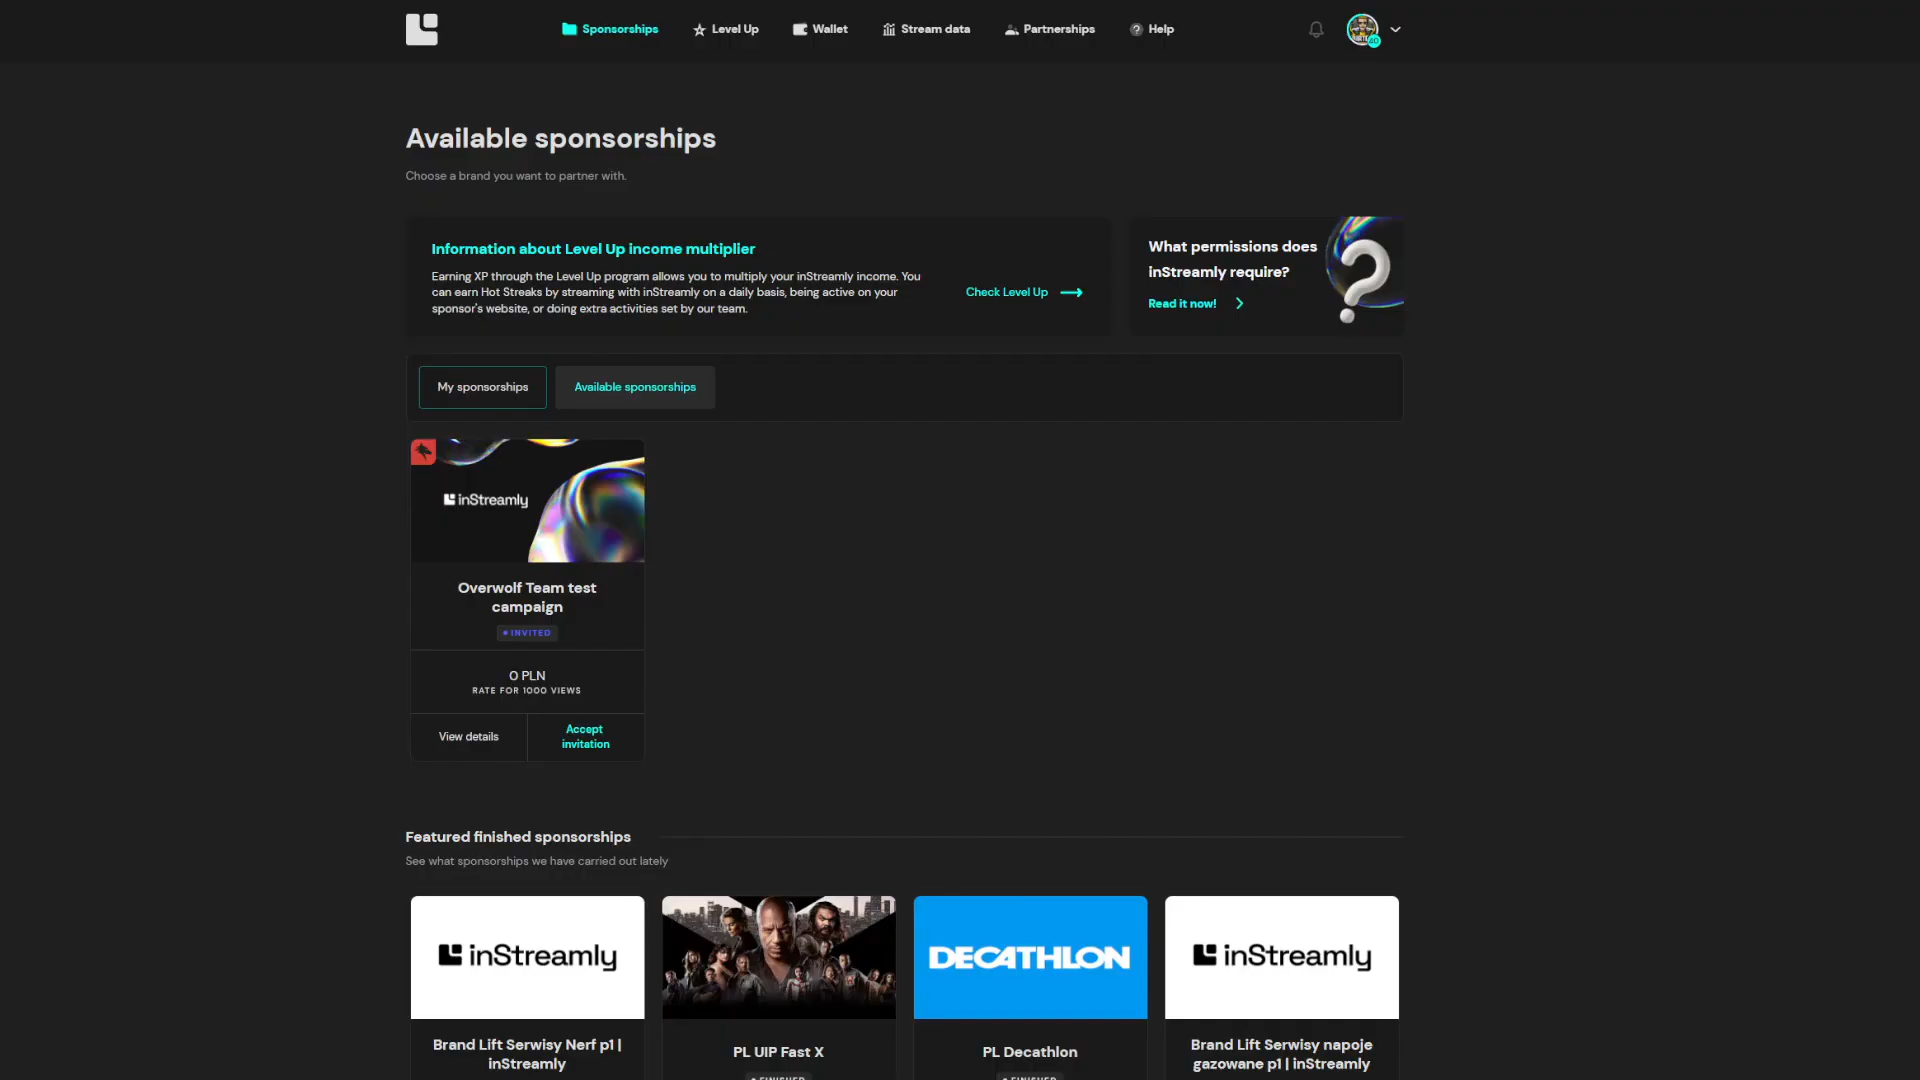 Sponsorships
Level Up
Wallet
Stream data
Partnerships
Help
Available sponsorships
Choose a brand you want to partner with.
Information about Level Up income multiplier
Earning XP through the Level Up program allows you to multiply your inStreamly income. You
can earn Hot Streaks by streaming with inStreamly on a daily basis, being active on your
sponsor's website, or doing extra activities set by our team.
Check Level Up
What permissions does
inStreamly require?
Read it now!
My sponsorships
Available sponsorships
inStreamly
Overwolf Team test
campaign
INVITED
0 PLN
RATE FOR 1000 VIEWS
View details
Accept
invitation
Featured finished sponsorships
See what sponsorships we have carried out lately
inStreamly
DECATHLON
inStreamly
Brand Lift Serwisy Nerf p1 |
inStreamly
PL UIP Fast X
FINISHED
PL Decathlon
FINISHED
Brand Lift Serwisy napoje
gazowane p1 | inStreamly